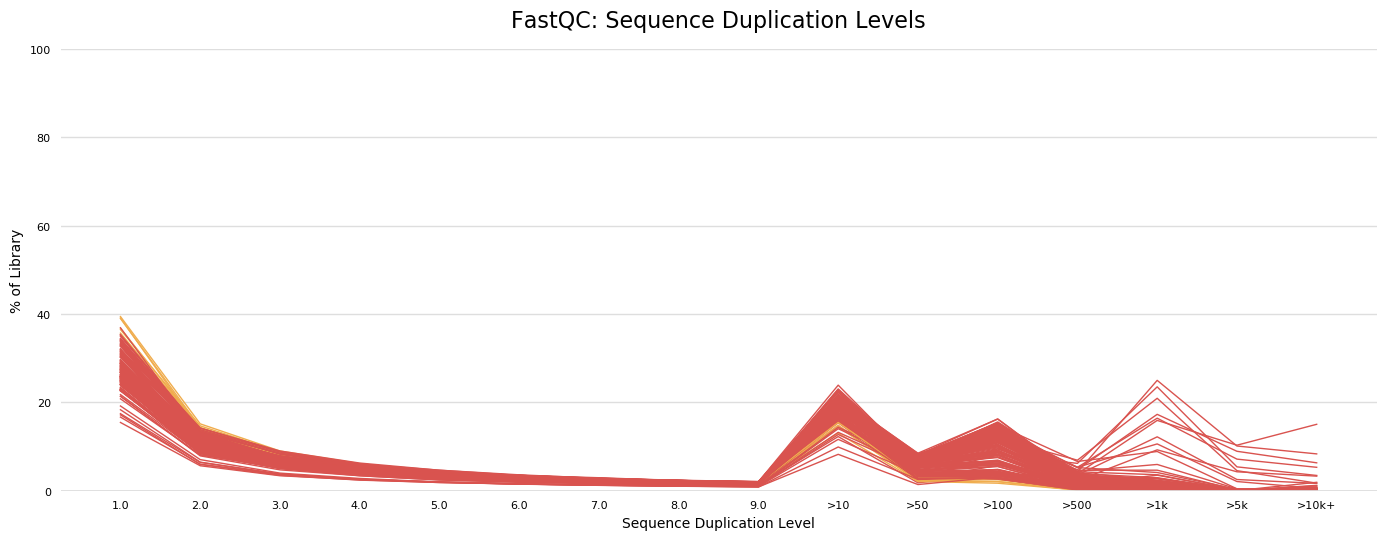 FastQC: Sequence Duplication Levels
100
80
60
40
20
0
% of Library
1.0 2.0 3.0 4.0 5.0 6.0 7.0 8.0 9.0 >10 >50 >100 >500 >1k >5k >10k+
Sequence Duplication Level